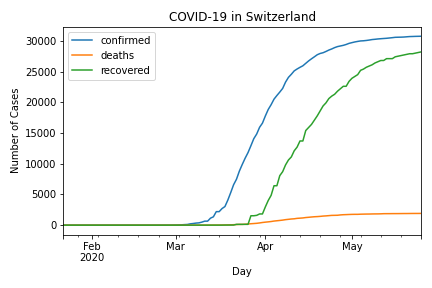 COVID-19 in Switzerland
confirmed
deaths
recovered
Number of Cases
30000
25000
20000
15000
10000
5000
0
Feb
2020
Mar
Apr
May
Day